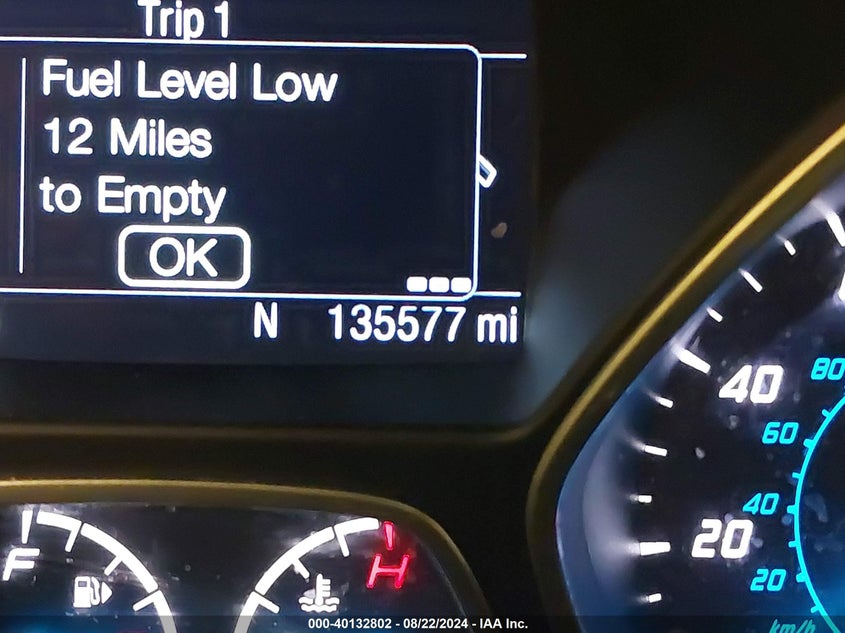 Trip 1
Fuel Level Low
12 Miles
to Empty
OK
N 135577 mi
80
40
60
40
20
20
km/h
F
H
000-40132802 - 08/22/2024 - IAA Inc.